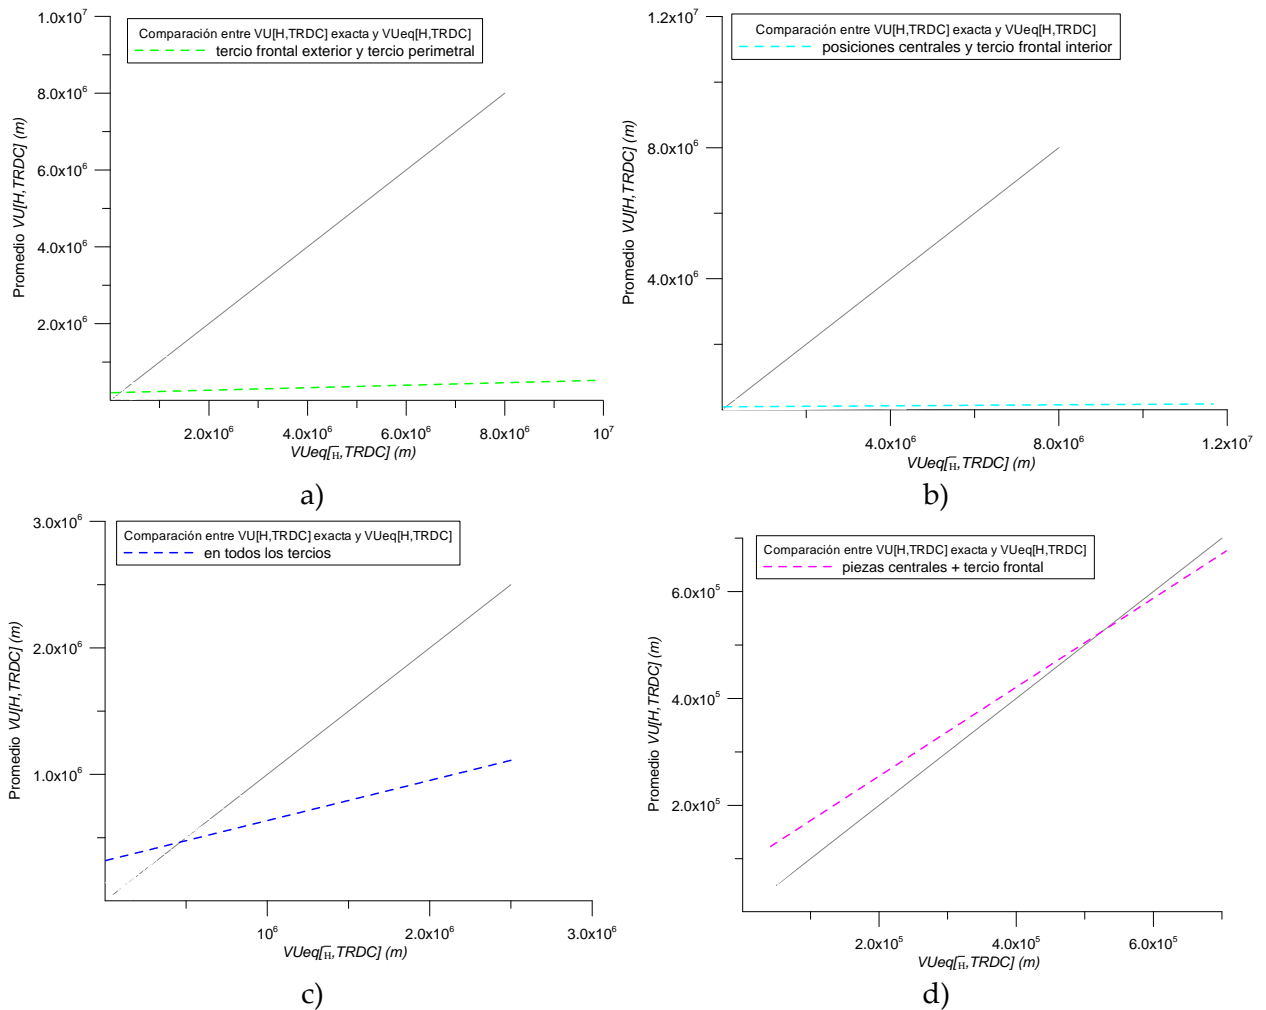 1.0x10⁷
Comparación entre VU[H,TRDC] exacta y VUeq[H,TRDC]
tercio frontal exterior y tercio perimetral
8.0x10⁶
6.0x10⁶
4.0x10⁶
2.0x10⁶
Promedio VU[H,TRDC] (m)
2.0x10⁶ 4.0x10⁶ 6.0x10⁶ 8.0x10⁶ 10⁷
VUeq[H̅,TRDC] (m)
a)
1.2x10⁷
Comparación entre VU[H,TRDC] exacta y VUeq[H,TRDC]
posiciones centrales y tercio frontal interior
8.0x10⁶
4.0x10⁶
Promedio VU[H,TRDC] (m)
4.0x10⁶ 8.0x10⁶ 1.2x10⁷
VUeq[H̅,TRDC] (m)
b)
3.0x10⁶
Comparación entre VU[H,TRDC] exacta y VUeq[H,TRDC]
en todos los tercios
2.0x10⁶
1.0x10⁶
Promedio VU[H,TRDC] (m)
10⁶ 2.0x10⁶ 3.0x10⁶
VUeq[H̅,TRDC] (m)
c)
Comparación entre VU[H,TRDC] exacta y VUeq[H,TRDC]
piezas centrales + tercio frontal
6.0x10⁵
4.0x10⁵
2.0x10⁵
Promedio VU[H,TRDC] (m)
2.0x10⁵ 4.0x10⁵ 6.0x10⁵
VUeq[H̅,TRDC] (m)
d)